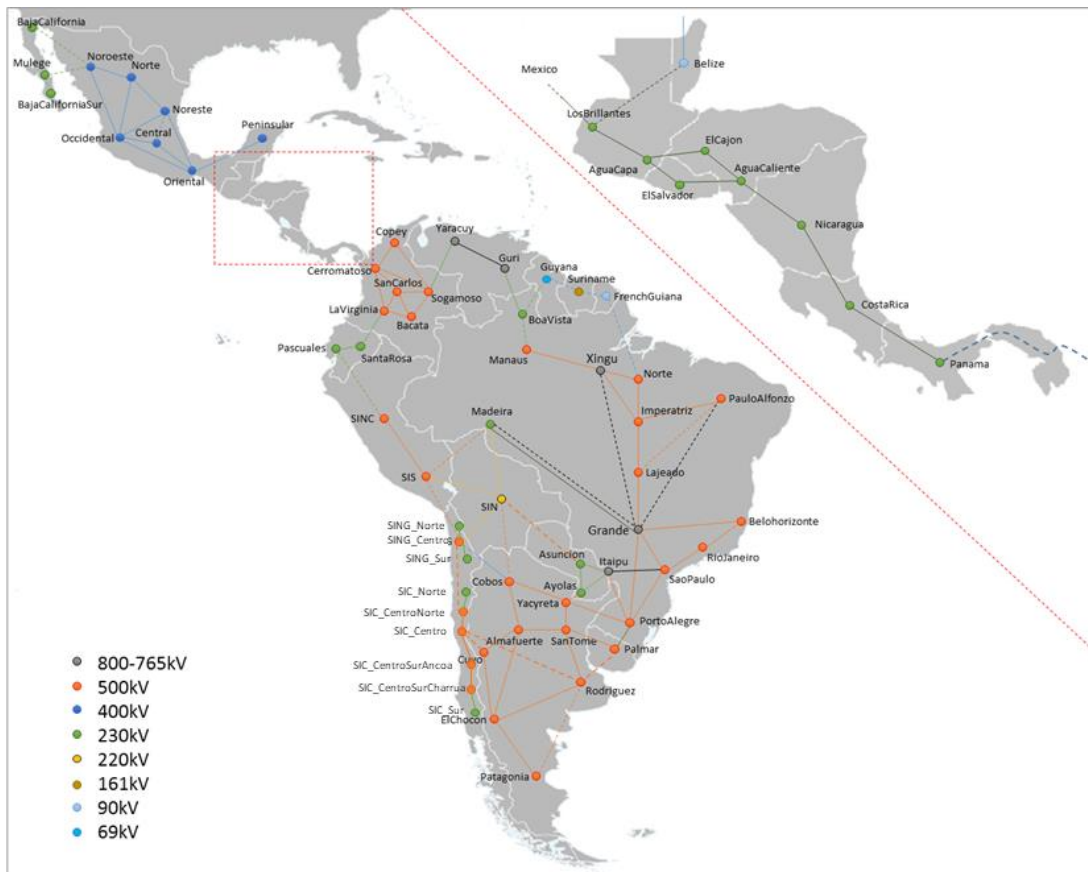 BajaCalifornia
Mulege
BajaCaliforniaSur
Noroeste
Norte
Noreste
Occidental
Central
Peninsular
Oriental
Mexico
Belize
LosBrillantes
ElCajon
AguaCapa
AguaCaliente
ElSalvador
Nicaragua
CostaRica
Panama
Copey
Yaracuy
Cerromatoso
Guri
SanCarlos
Sogamoso
Guyana
Suriname
FrenchGuiana
LaVirginia
Bacata
BoaVista
Pascuales
SantaRosa
Manaus
Xingu
Norte
SINC
Madeira
Imperatriz
PauloAlfonzo
SIS
Lajeado
SIN
SING_Norte
Grande
Belohorizonte
SING_Centro
Asuncion
Itaipu
RioJaneiro
SING_Sur
SaoPaulo
SIC_Norte
Cobos
Ayolas
SIC_CentroNorte
Yacyreta
PortoAlegre
SIC_Centro
Almafuerte
SanTome
Palmar
Cuyo
SIC_CentroSurAncoa
SIC_CentroSurCharrua
Rodriguez
SIC_Sur
ElChocon
Patagonia
800-765kV
500kV
400kV
230kV
220kV
161kV
90kV
69kV